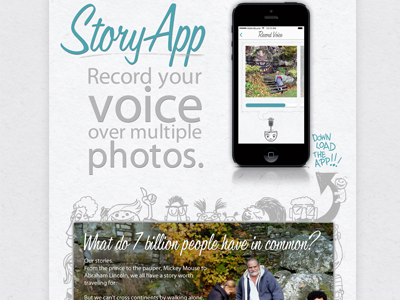 StoryApp
Record your
voice
over multiple
photos.
Record Voice
DOWN
LOAD
THE
APP!!!
What do 7 billion people have in common?
Our stories.
From the prince to the pauper, Mickey Mouse to
Abraham Lincoln, we all have a story worth
traveling for.
But we can't cross continents by walking alone.